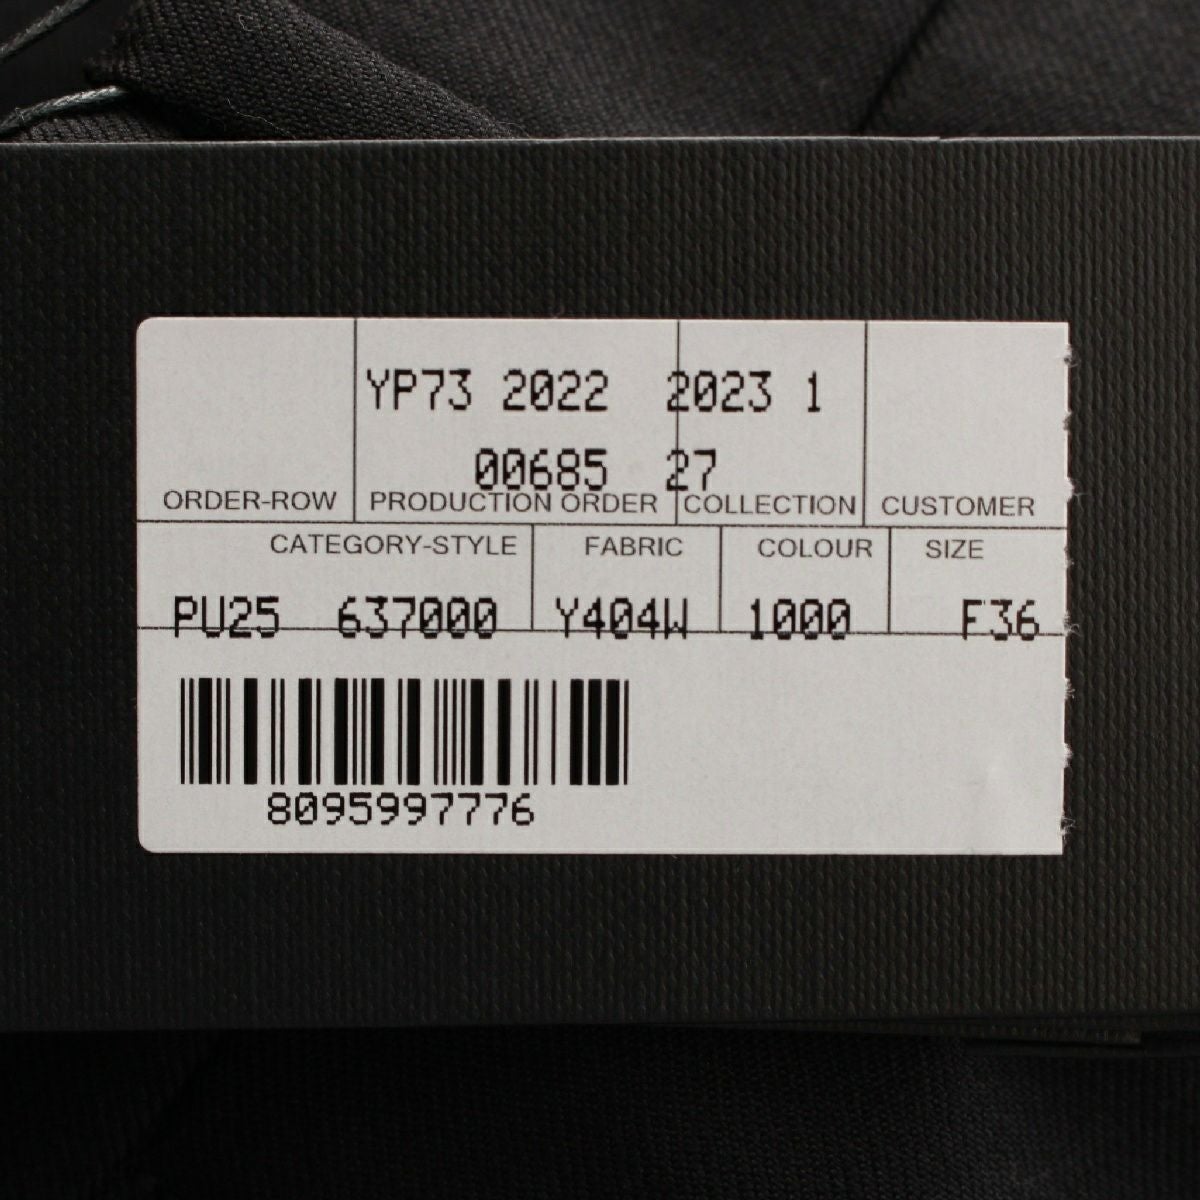 YP73 2022 2023 1
00685 27
ORDER-ROW PRODUCTION ORDER COLLECTION CUSTOMER
CATEGORY-STYLE FABRIC COLOUR SIZE
PU25 637000 Y404W 1000 F36
8095997776